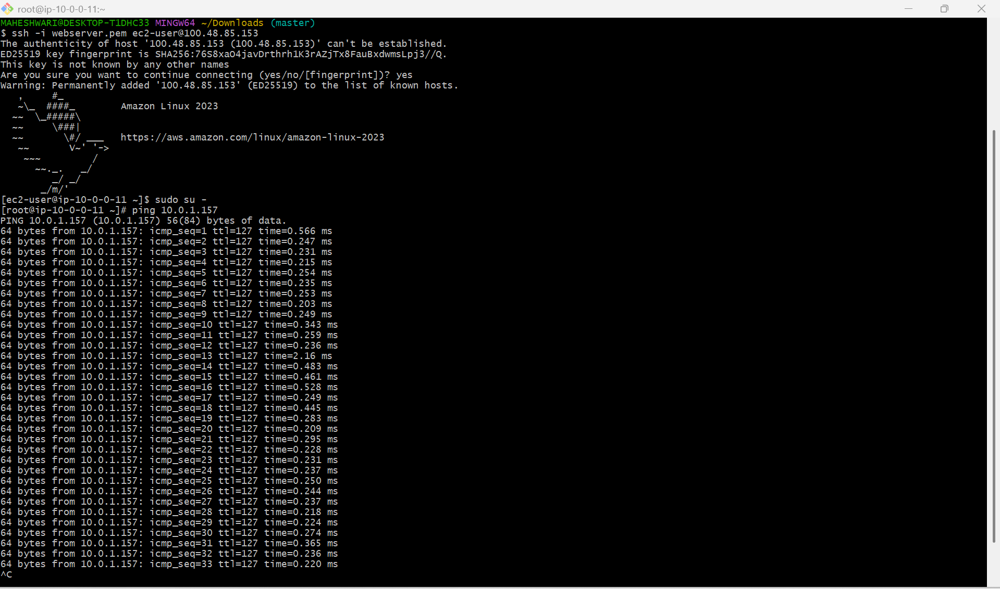 root@ip-10-0-0-11:~
MAHESHWARI@DESKTOP-T1DHC33 MINGW64 ~/Downloads (master)
$ ssh -i webserver.pem ec2-user@100.48.85.153
The authenticity of host '100.48.85.153 (100.48.85.153)' can't be established.
ED25519 key fingerprint is SHA256:76S8xaO4javDrthrh1K3rAZjTx8FauBxdwmsLpj3//Q.
This key is not known by any other names
Are you sure you want to continue connecting (yes/no/[fingerprint])? yes
Warning: Permanently added '100.48.85.153' (ED25519) to the list of known hosts.
   ,     #_
   ~\_  ####_        Amazon Linux 2023
  ~~  \_#####\
  ~~     \###|
  ~~       \#/ ___   https://aws.amazon.com/linux/amazon-linux-2023
   ~~       V~' '->
    ~~~         /
      ~~._.   _/
         _/ _/
       _/m/'
[ec2-user@ip-10-0-0-11 ~]$ sudo su -
[root@ip-10-0-0-11 ~]# ping 10.0.1.157
PING 10.0.1.157 (10.0.1.157) 56(84) bytes of data.
64 bytes from 10.0.1.157: icmp_seq=1 ttl=127 time=0.566 ms
64 bytes from 10.0.1.157: icmp_seq=2 ttl=127 time=0.247 ms
64 bytes from 10.0.1.157: icmp_seq=3 ttl=127 time=0.231 ms
64 bytes from 10.0.1.157: icmp_seq=4 ttl=127 time=0.215 ms
64 bytes from 10.0.1.157: icmp_seq=5 ttl=127 time=0.254 ms
64 bytes from 10.0.1.157: icmp_seq=6 ttl=127 time=0.235 ms
64 bytes from 10.0.1.157: icmp_seq=7 ttl=127 time=0.253 ms
64 bytes from 10.0.1.157: icmp_seq=8 ttl=127 time=0.203 ms
64 bytes from 10.0.1.157: icmp_seq=9 ttl=127 time=0.249 ms
64 bytes from 10.0.1.157: icmp_seq=10 ttl=127 time=0.343 ms
64 bytes from 10.0.1.157: icmp_seq=11 ttl=127 time=0.259 ms
64 bytes from 10.0.1.157: icmp_seq=12 ttl=127 time=0.236 ms
64 bytes from 10.0.1.157: icmp_seq=13 ttl=127 time=2.16 ms
64 bytes from 10.0.1.157: icmp_seq=14 ttl=127 time=0.483 ms
64 bytes from 10.0.1.157: icmp_seq=15 ttl=127 time=0.461 ms
64 bytes from 10.0.1.157: icmp_seq=16 ttl=127 time=0.528 ms
64 bytes from 10.0.1.157: icmp_seq=17 ttl=127 time=0.249 ms
64 bytes from 10.0.1.157: icmp_seq=18 ttl=127 time=0.445 ms
64 bytes from 10.0.1.157: icmp_seq=19 ttl=127 time=0.283 ms
64 bytes from 10.0.1.157: icmp_seq=20 ttl=127 time=0.209 ms
64 bytes from 10.0.1.157: icmp_seq=21 ttl=127 time=0.295 ms
64 bytes from 10.0.1.157: icmp_seq=22 ttl=127 time=0.228 ms
64 bytes from 10.0.1.157: icmp_seq=23 ttl=127 time=0.231 ms
64 bytes from 10.0.1.157: icmp_seq=24 ttl=127 time=0.237 ms
64 bytes from 10.0.1.157: icmp_seq=25 ttl=127 time=0.250 ms
64 bytes from 10.0.1.157: icmp_seq=26 ttl=127 time=0.244 ms
64 bytes from 10.0.1.157: icmp_seq=27 ttl=127 time=0.237 ms
64 bytes from 10.0.1.157: icmp_seq=28 ttl=127 time=0.218 ms
64 bytes from 10.0.1.157: icmp_seq=29 ttl=127 time=0.224 ms
64 bytes from 10.0.1.157: icmp_seq=30 ttl=127 time=0.274 ms
64 bytes from 10.0.1.157: icmp_seq=31 ttl=127 time=0.365 ms
64 bytes from 10.0.1.157: icmp_seq=32 ttl=127 time=0.236 ms
64 bytes from 10.0.1.157: icmp_seq=33 ttl=127 time=0.220 ms
^C